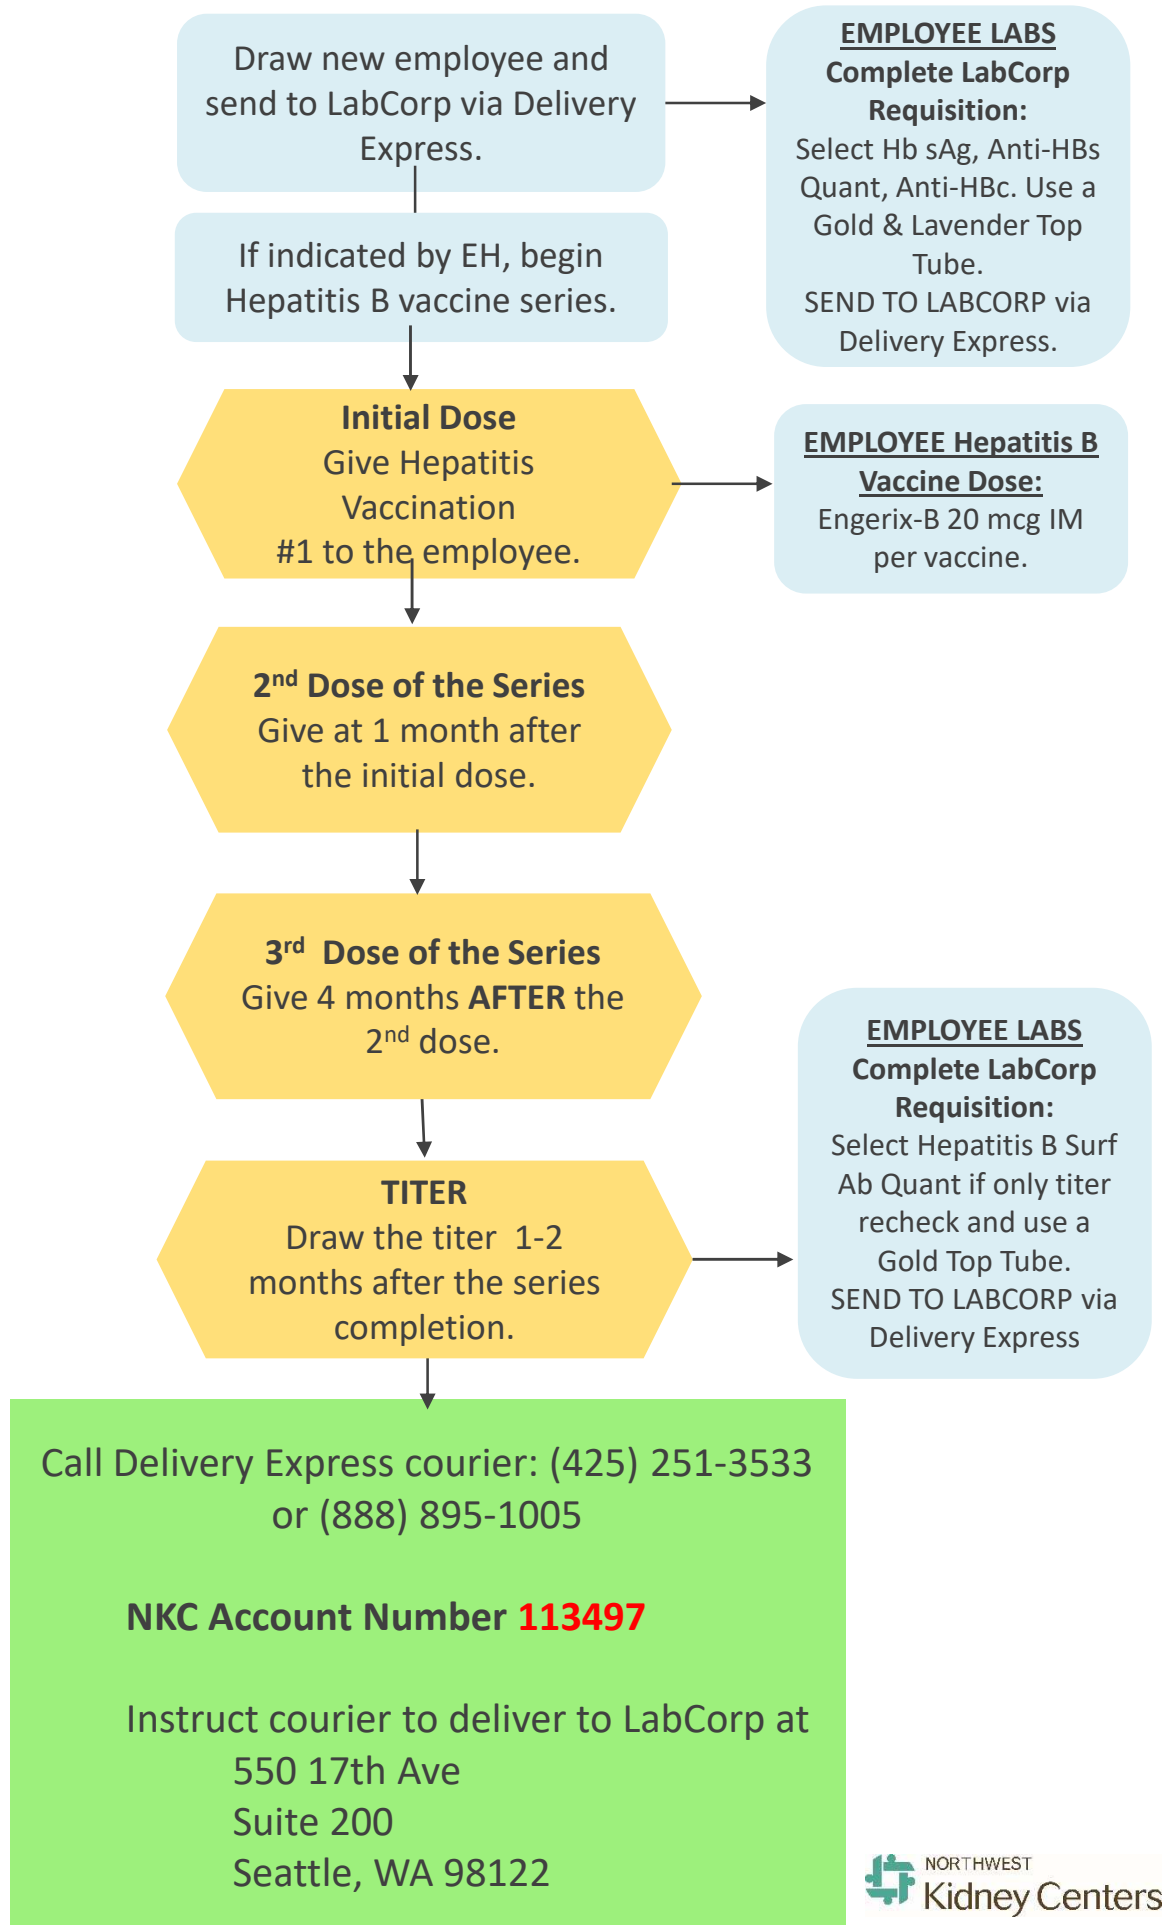 Draw new employee and
send to LabCorp via Delivery
Express.
EMPLOYEE LABS
Complete LabCorp
Requisition:
Select Hb sAg, Anti-HBs
Quant, Anti-HBc. Use a
Gold & Lavender Top
Tube.
SEND TO LABCORP via
Delivery Express.
If indicated by EH, begin
Hepatitis B vaccine series.
Initial Dose
Give Hepatitis
Vaccination
#1 to the employee.
EMPLOYEE Hepatitis B
Vaccine Dose:
Engerix-B 20 mcg IM
per vaccine.
2nd Dose of the Series
Give at 1 month after
the initial dose.
3rd Dose of the Series
Give 4 months AFTER the
2nd dose.
TITER
Draw the titer 1-2
months after the series
completion.
EMPLOYEE LABS
Complete LabCorp
Requisition:
Select Hepatitis B Surf
Ab Quant if only titer
recheck and use a
Gold Top Tube.
SEND TO LABCORP via
Delivery Express
Call Delivery Express courier: (425) 251-3533
or (888) 895-1005
NKC Account Number 113497
Instruct courier to deliver to LabCorp at
550 17th Ave
Suite 200
Seattle, WA 98122
NORTHWEST
Kidney Centers